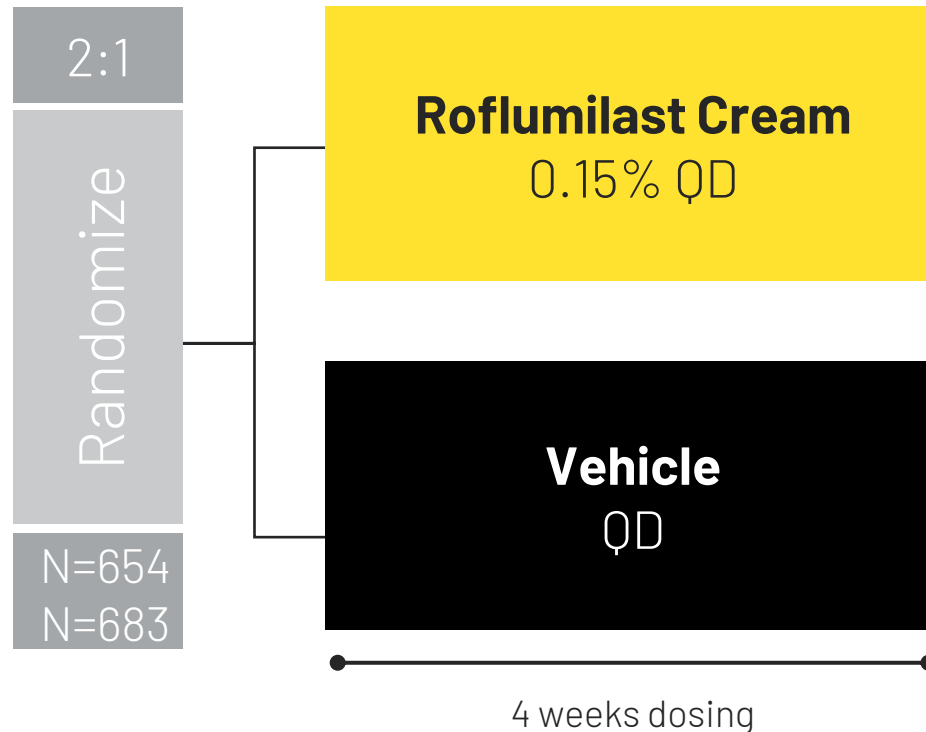 2:1
Randomize
N=654
N=683
Roflumilast Cream
0.15% QD
Vehicle
QD
4 weeks dosing